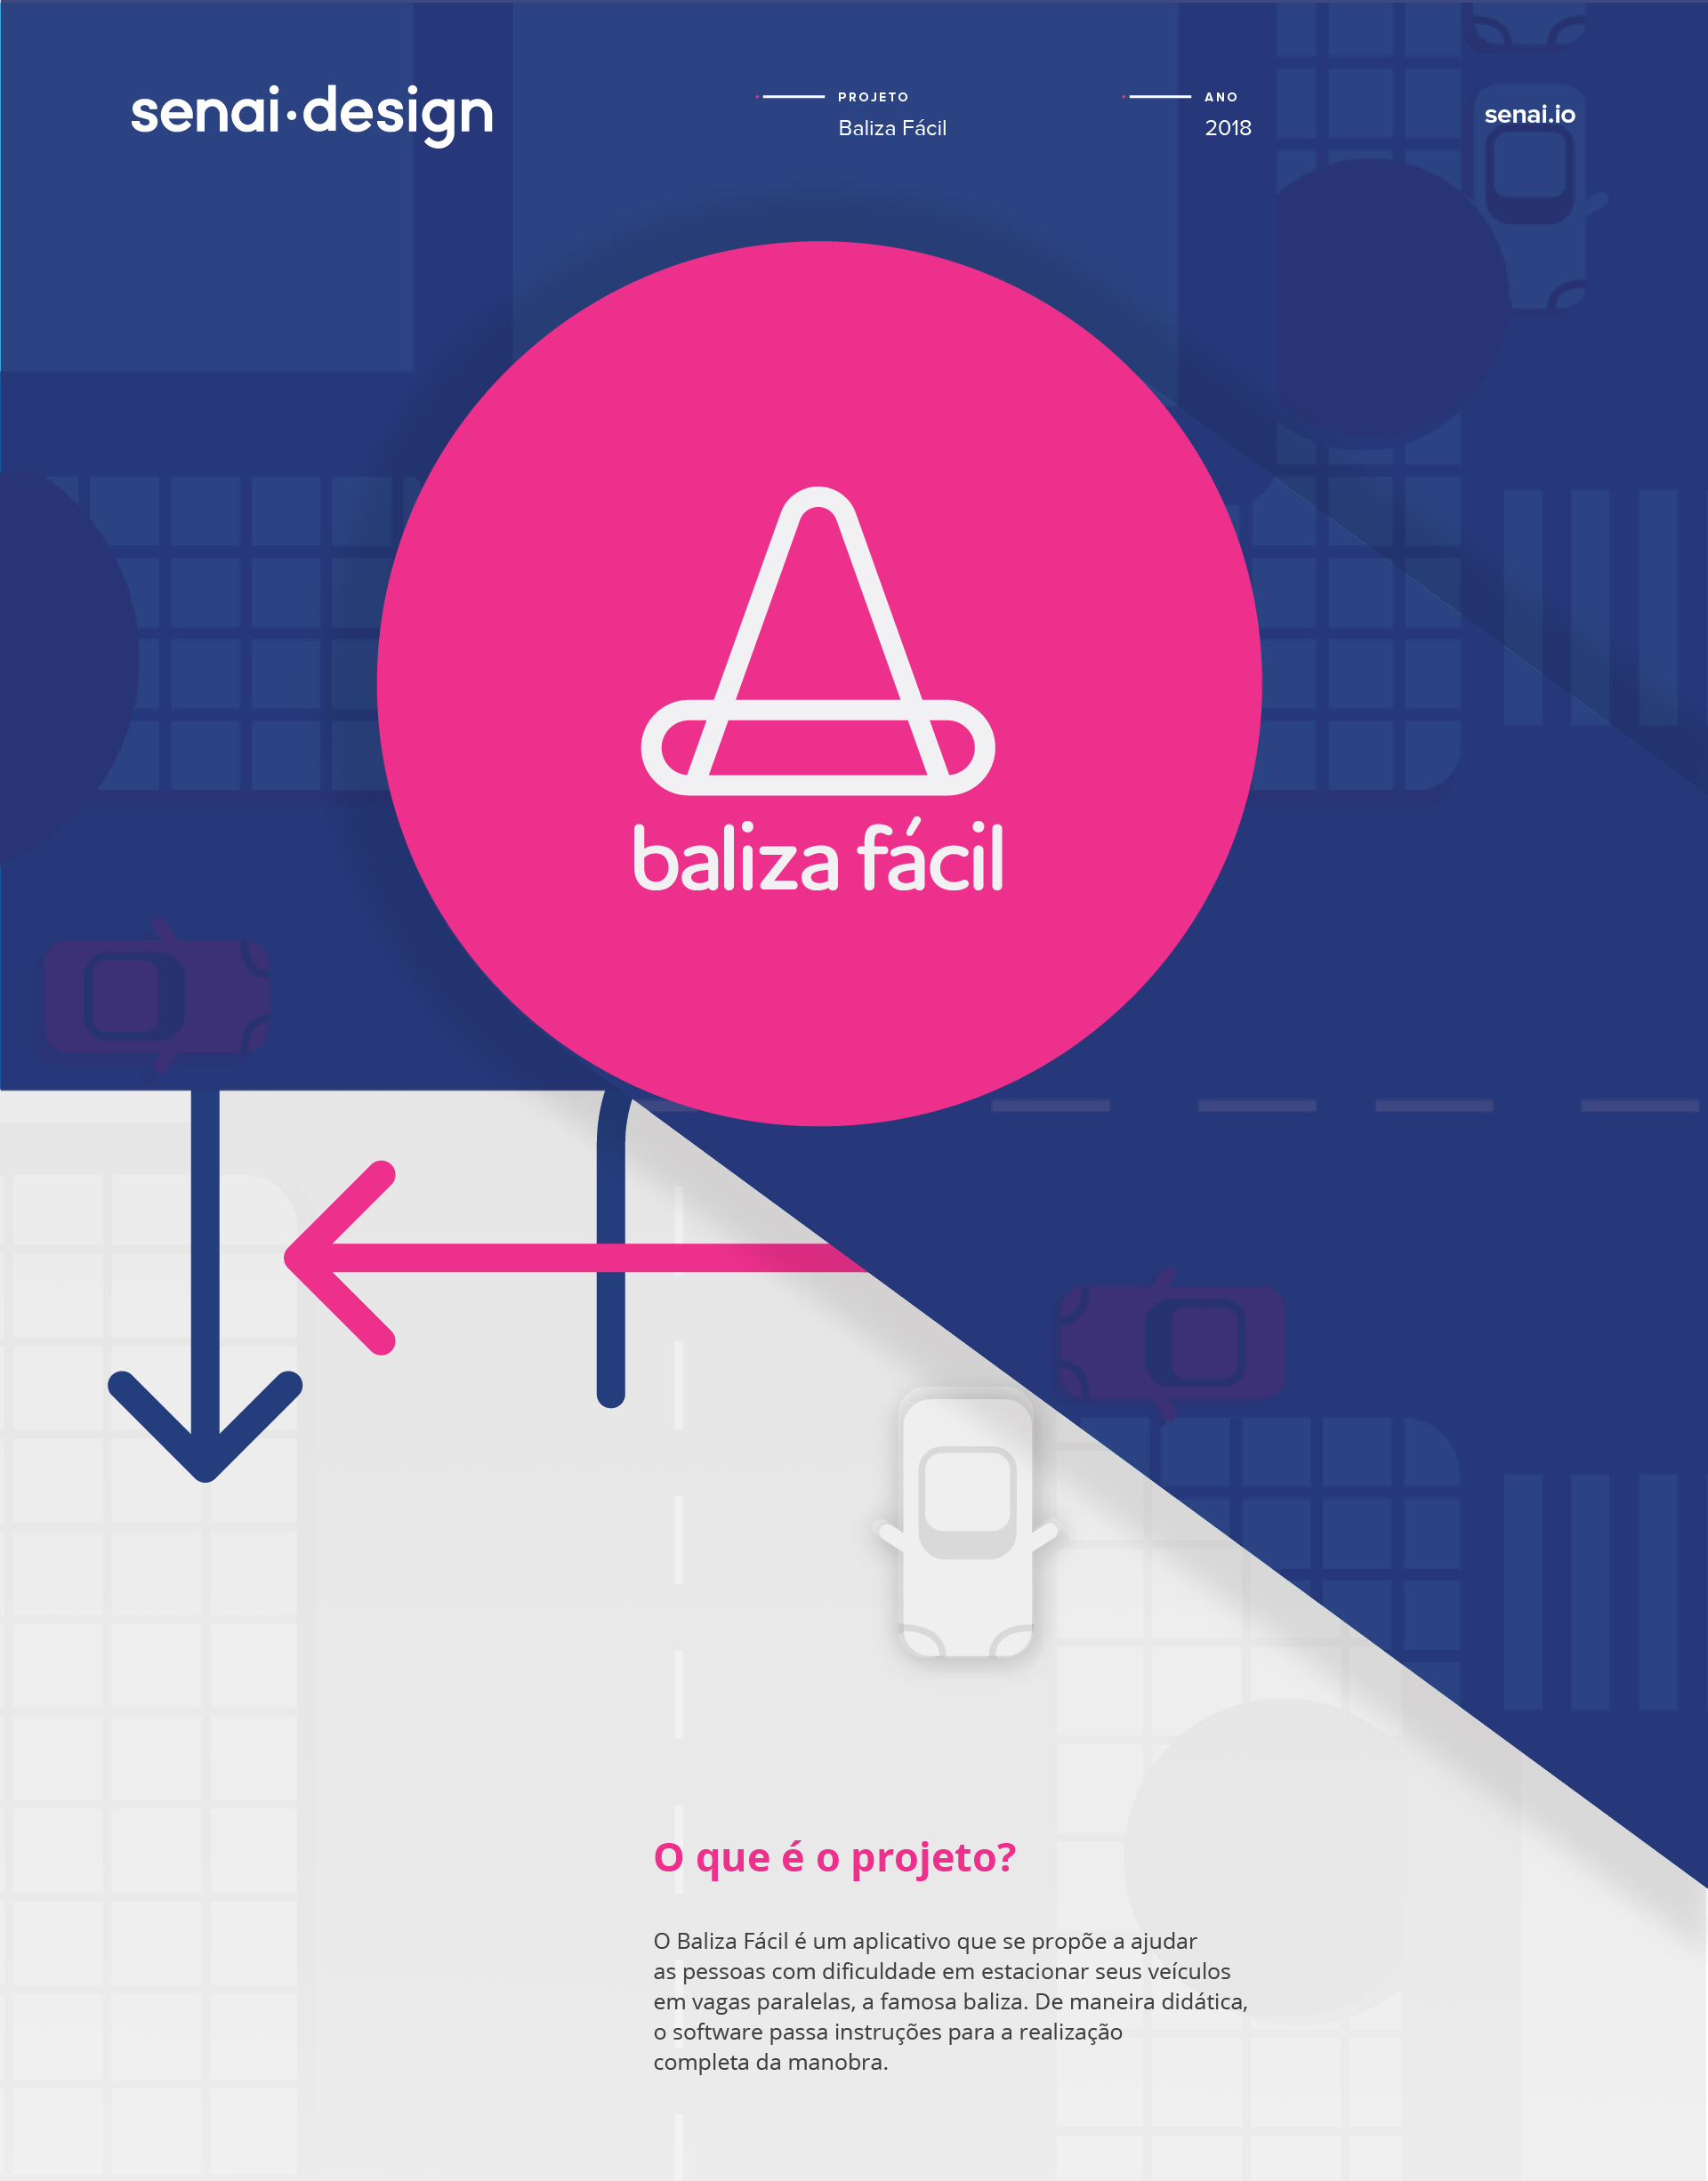 senai·design
PROJETO
Baliza Fácil
ANO
2018
senai.io
baliza fácil
O que é o projeto?
O Baliza Fácil é um aplicativo que se propõe a ajudar
as pessoas com dificuldade em estacionar seus veículos
em vagas paralelas, a famosa baliza. De maneira didática,
o software passa instruções para a realização
completa da manobra.